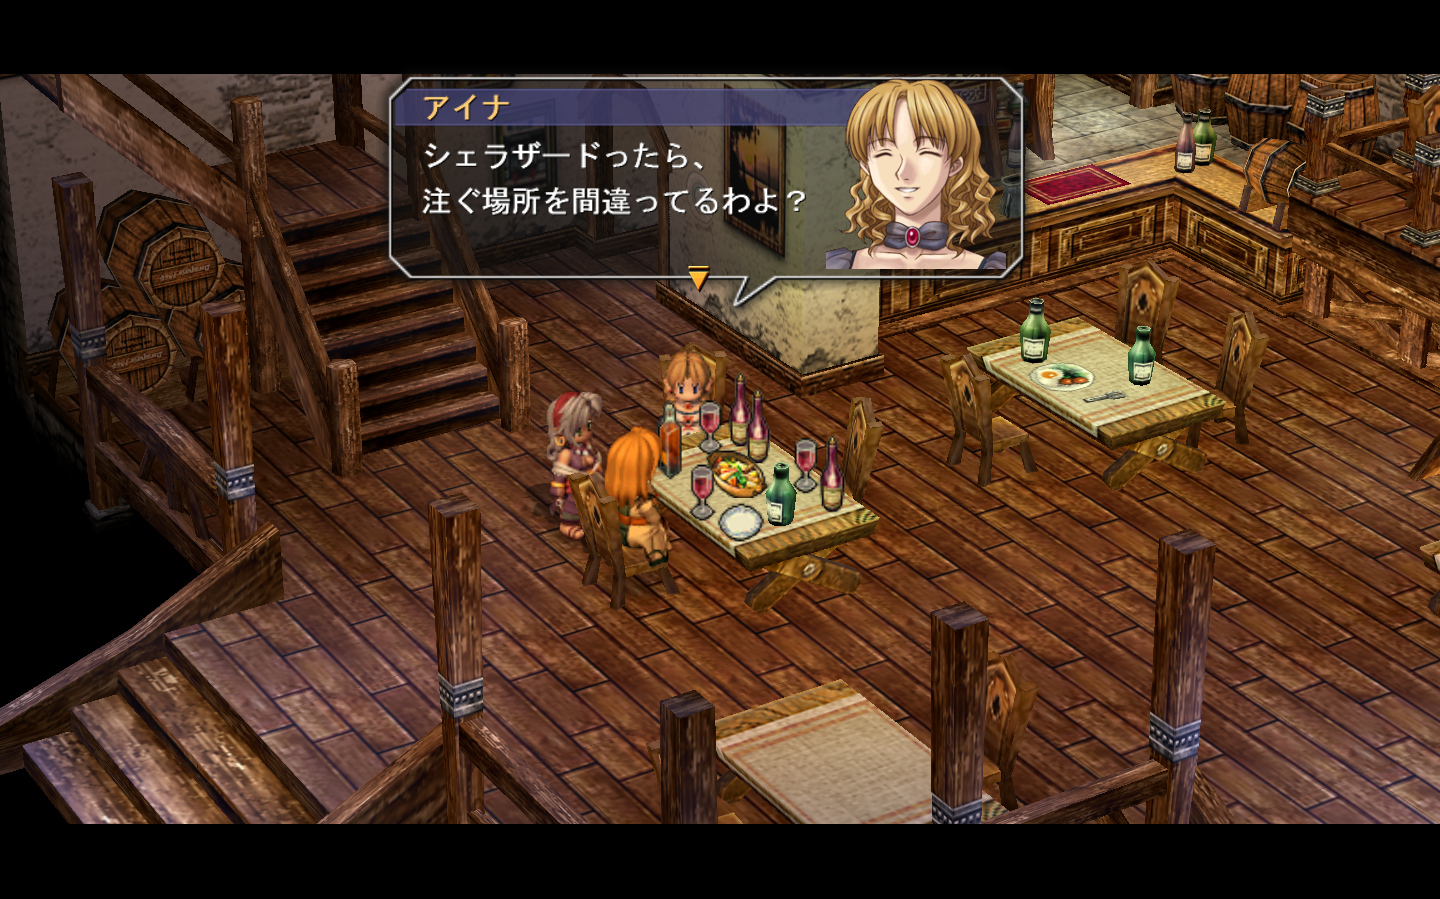 アイナ
シェラザードったら、
注ぐ場所を間違ってるわよ？